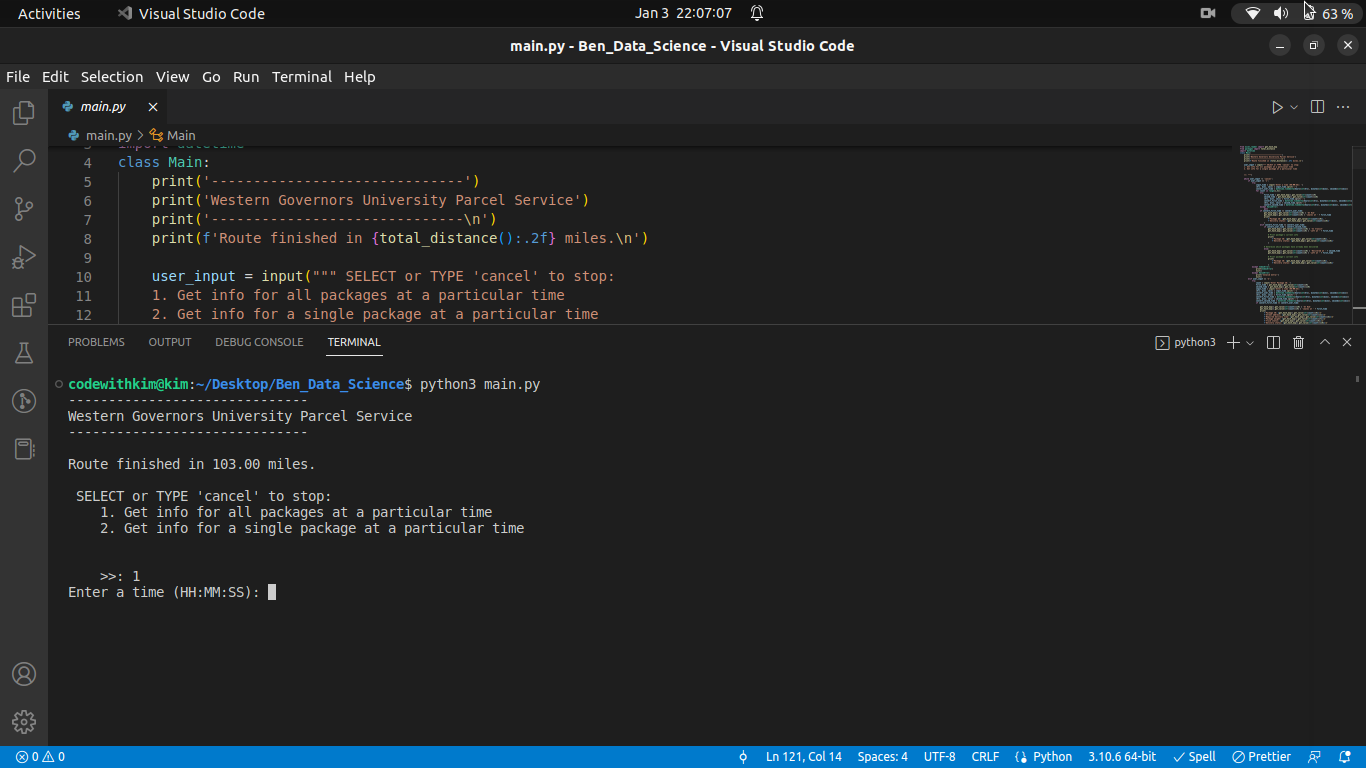 Activities Visual Studio Code Jan 3 22:07:07 63 %
main.py - Ben_Data_Science - Visual Studio Code
File Edit Selection View Go Run Terminal Help
main.py
main.py > Main
3 import datetime
4 class Main:
5 print('------------------------------')
6 print('Western Governors University Parcel Service')
7 print('------------------------------\n')
8 print(f'Route finished in {total_distance():.2f} miles.\n')
9
10 user_input = input(""" SELECT or TYPE 'cancel' to stop:
11 1. Get info for all packages at a particular time
12 2. Get info for a single package at a particular time
PROBLEMS OUTPUT DEBUG CONSOLE TERMINAL python3
codewithkim@kim:~/Desktop/Ben_Data_Science$ python3 main.py
------------------------------
Western Governors University Parcel Service
------------------------------
Route finished in 103.00 miles.
SELECT or TYPE 'cancel' to stop:
1. Get info for all packages at a particular time
2. Get info for a single package at a particular time
>>: 1
Enter a time (HH:MM:SS):
0 0 Ln 121, Col 14 Spaces: 4 UTF-8 CRLF Python 3.10.6 64-bit Spell Prettier